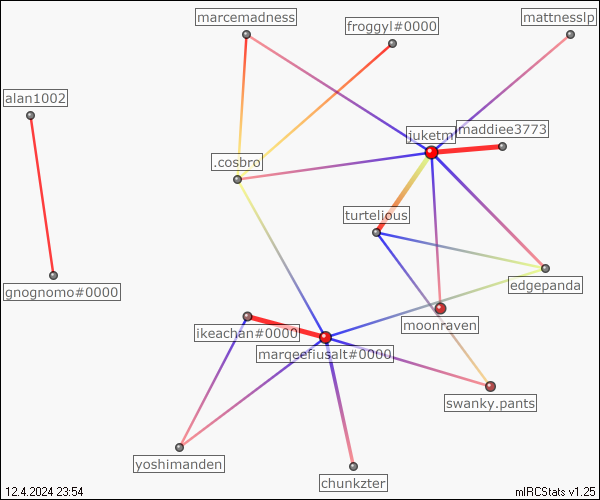 marcemadness
froggyl#0000
mattnesslp
alan1002
juketm
maddiee3773
.cosbro
turtelious
edgepanda
gnognomo#0000
moonraven
ikeachan#0000
margeefiusalt#0000
swanky.pants
yoshimanden
chunkzter
12.4.2024 23:54
mIRCStats v1.25